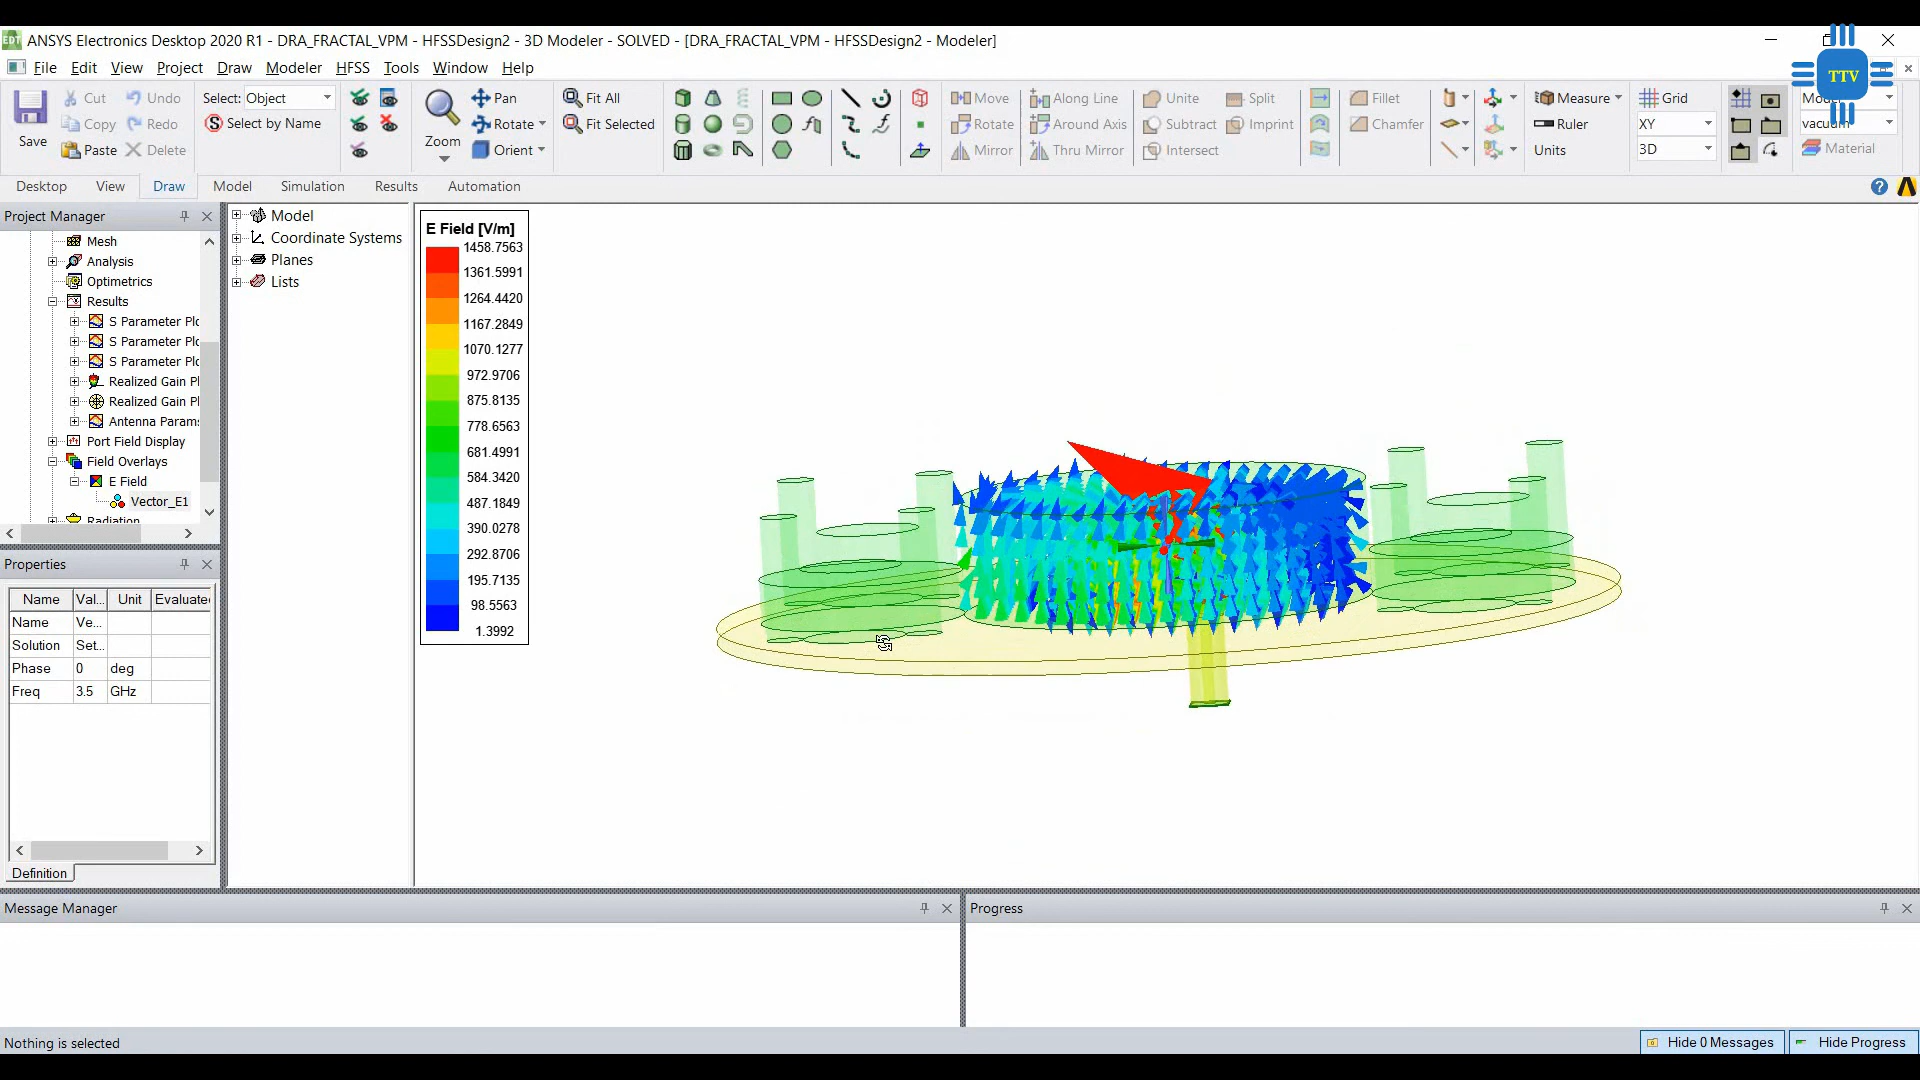 ANSYS Electronics Desktop 2020 R1 - DRA_FRACTAL_VPM - HFSSDesign2 - 3D Modeler - SOLVED - [DRA_FRACTAL_VPM - HFSSDesign2 - Modeler]
File Edit View Project Draw Modeler HFSS Tools Window Help
TTV
Save
Cut Undo
Copy Redo
Paste Delete
Select: Object
Select by Name
Zoom
Pan
Rotate
Orient
Fit All
Fit Selected
Move Along Line
Rotate Around Axis
Mirror Thru Mirror
Unite Split
Subtract Imprint
Intersect
Fillet
Chamfer
Measure
Ruler
Units
Grid
XY
3D
vacuum
Material
Desktop View Draw Model Simulation Results Automation
Project Manager
Mesh
Analysis
Optimetrics
Results
S Parameter Plo
S Parameter Plo
S Parameter Plo
Realized Gain Pl
Realized Gain Pl
Antenna Params
Port Field Display
Field Overlays
E Field
Vector_E1
Radiation
Model
Coordinate Systems
Planes
Lists
E Field [V/m]
1458.7563
1361.5991
1264.4420
1167.2849
1070.1277
972.9706
875.8135
778.6563
681.4991
584.3420
487.1849
390.0278
292.8706
195.7135
98.5563
1.3992
Properties
Name Val... Unit Evaluated
Name Ve...
Solution Set...
Phase 0 deg
Freq 3.5 GHz
Definition
Message Manager
Progress
Nothing is selected
Hide 0 Messages
Hide Progress